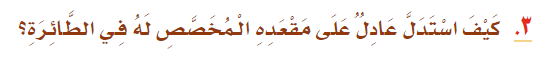 ٣. كَيْفَ اسْتَدَلَّ عَادِلٌ عَلَى مَقْعَدِهِ الْمُخَصَّصِ لَهُ فِي الطَّائِرَةِ؟